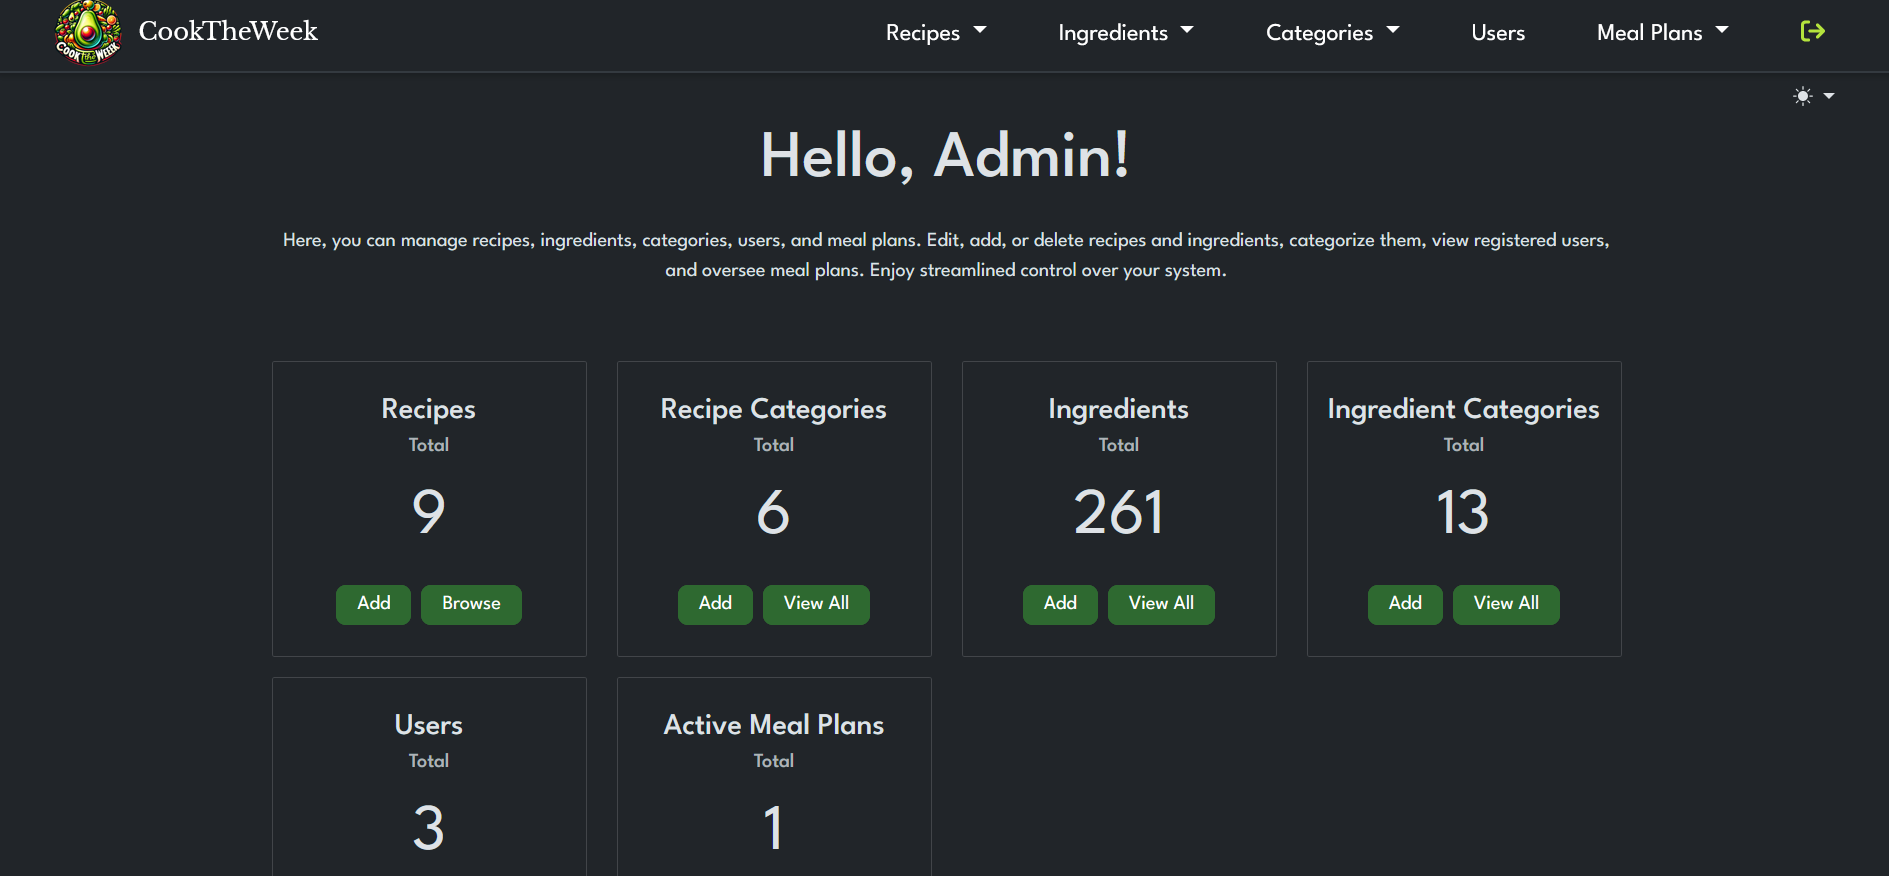 COOK the WEEK
CookTheWeek
Recipes
Ingredients
Categories
Users
Meal Plans
Hello, Admin!
Here, you can manage recipes, ingredients, categories, users, and meal plans. Edit, add, or delete recipes and ingredients, categorize them, view registered users,
and oversee meal plans. Enjoy streamlined control over your system.
Recipes
Total
9
Add
Browse
Recipe Categories
Total
6
Add
View All
Ingredients
Total
261
Add
View All
Ingredient Categories
Total
13
Add
View All
Users
Total
3
Active Meal Plans
Total
1